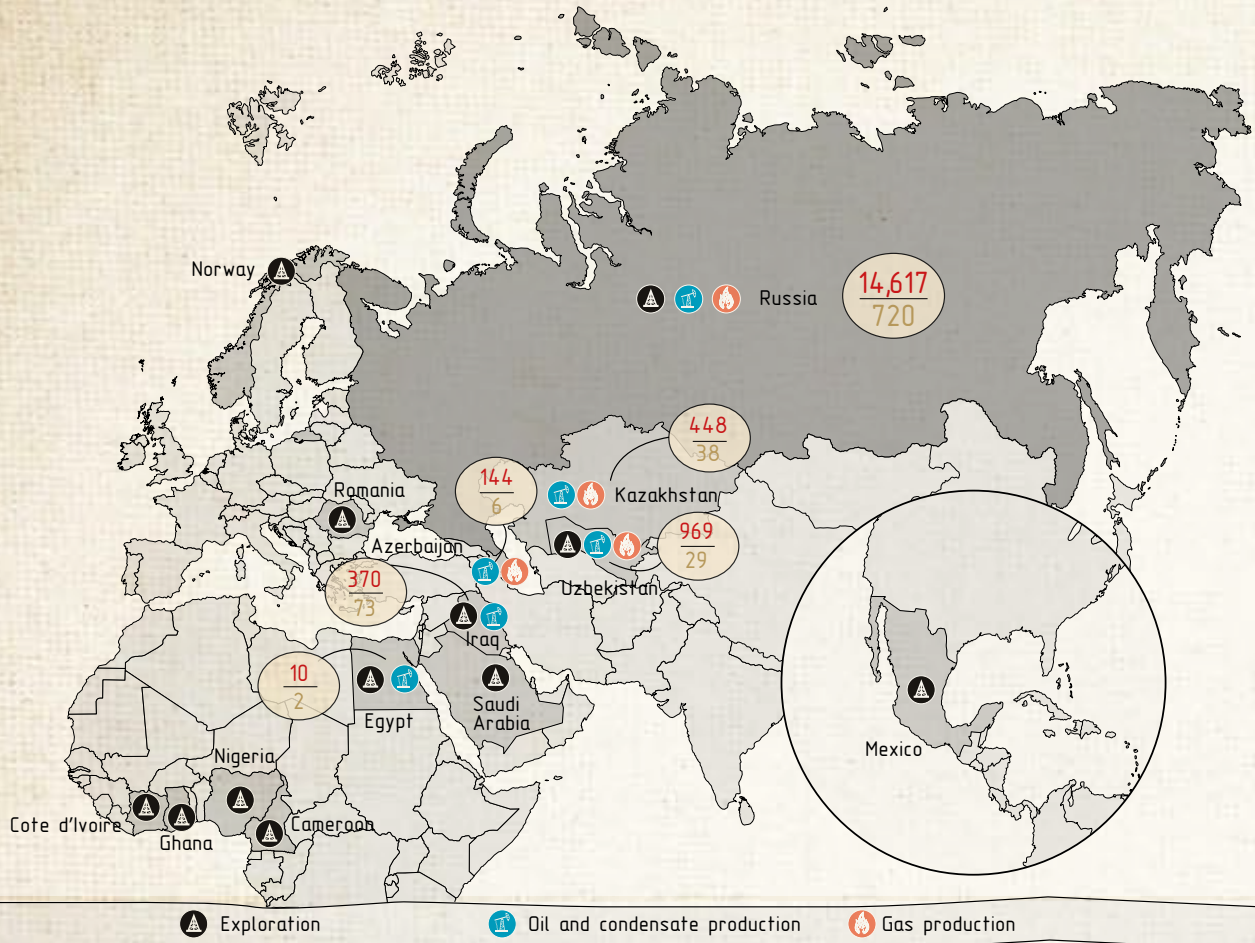 Norway
Russia
14,617
720
448
38
144
6
Kazakhstan
Romania
Azerbaijan
969
29
Uzbekistan
370
73
Iraq
10
2
Egypt
Saudi
Arabia
Mexico
Nigeria
Cote d'Ivoire
Ghana
Cameroon
Exploration
Oil and condensate production
Gas production